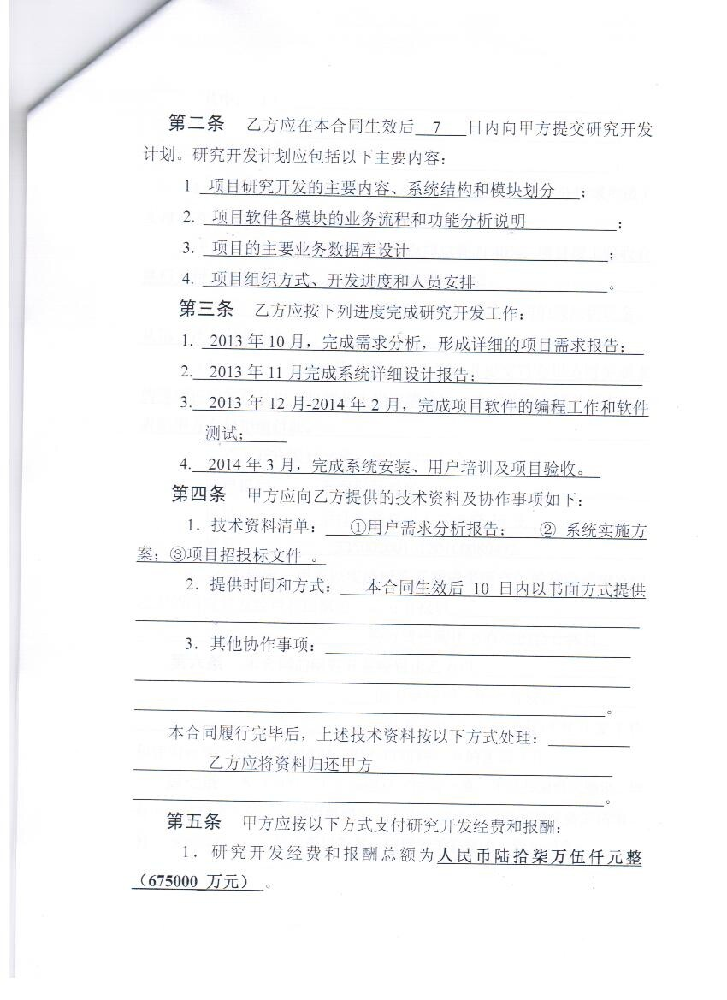 第二条 乙方应在本合同生效后 7 日内向甲方提交研究开发
计划。研究开发计划应包括以下主要内容：
1 项目研究开发的主要内容、系统结构和模块划分 ；
2. 项目软件各模块的业务流程和功能分析说明 ；
3. 项目的主要业务数据库设计 ；
4. 项目组织方式、开发进度和人员安排 。
第三条 乙方应按下列进度完成研究开发工作：
1. 2013 年 10 月，完成需求分析，形成详细的项目需求报告；
2. 2013 年 11 月完成系统详细设计报告；
3. 2013 年 12 月-2014 年 2 月，完成项目软件的编程工作和软件
测试；
4. 2014 年 3 月，完成系统安装、用户培训及项目验收。
第四条 甲方应向乙方提供的技术资料及协作事项如下：
1．技术资料清单： ①用户需求分析报告； ② 系统实施方
案；③项目招投标文件 。
2．提供时间和方式： 本合同生效后 10 日内以书面方式提供
3．其他协作事项：
。
本合同履行完毕后，上述技术资料按以下方式处理：
乙方应将资料归还甲方
。
第五条 甲方应按以下方式支付研究开发经费和报酬：
1．研究开发经费和报酬总额为人民币陆拾柒万伍仟元整
（675000 万元） 。